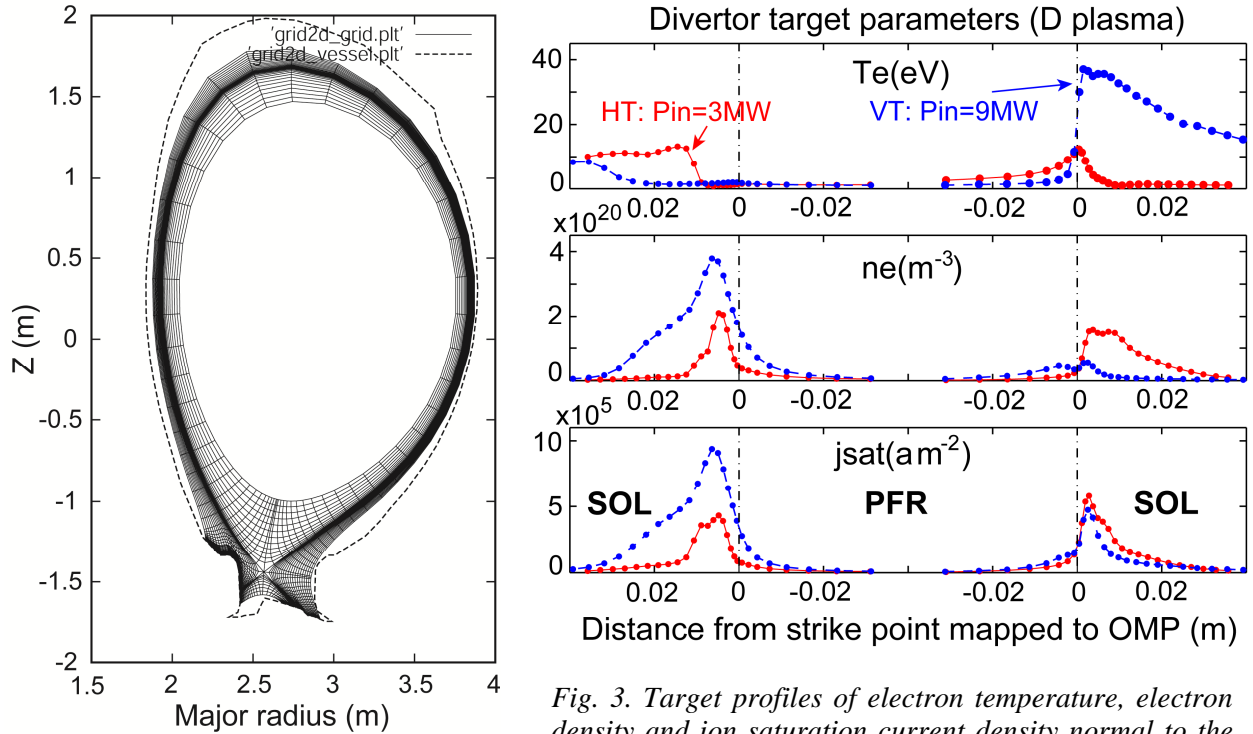 2
1.5
1
0.5
0
-0.5
-1
-1.5
-2
Z (m)
'grid2d_grid.plt'
'grid2d_vessel.plt'
1.5 2 2.5 3 3.5 4
Major radius (m)
Divertor target parameters (D plasma)
40
20
0
Te(eV)
HT: Pin=3MW
VT: Pin=9MW
0.02 0 -0.02 -0.02 0 0.02
x10^20
4
2
0
ne(m^-3)
0.02 0 -0.02 -0.02 0 0.02
x10^5
10
5
0
jsat(am^-2)
SOL PFR SOL
0.02 0 -0.02 -0.02 0 0.02
Distance from strike point mapped to OMP (m)
Fig. 3. Target profiles of electron temperature, electron
density and ion saturation current density normal to the